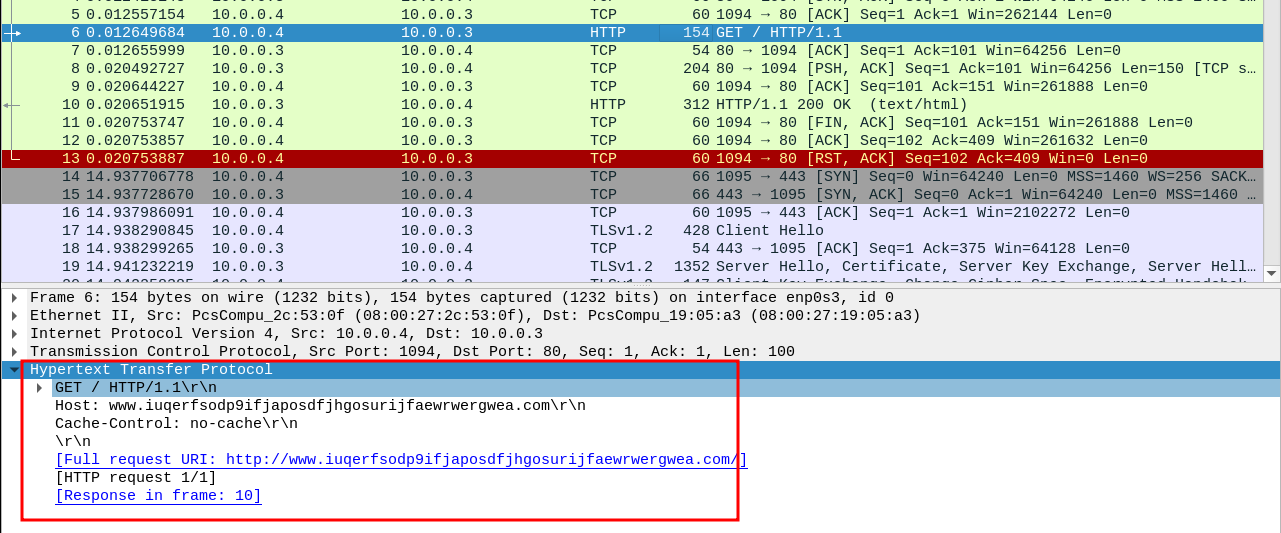 5 0.012557154 10.0.0.4 10.0.0.3 TCP 60 1094 → 80 [ACK] Seq=1 Ack=1 Win=262144 Len=0
6 0.012649684 10.0.0.4 10.0.0.3 HTTP 154 GET / HTTP/1.1
7 0.012655999 10.0.0.3 10.0.0.4 TCP 54 80 → 1094 [ACK] Seq=1 Ack=101 Win=64256 Len=0
8 0.020492727 10.0.0.3 10.0.0.4 TCP 204 80 → 1094 [PSH, ACK] Seq=1 Ack=101 Win=64256 Len=150 [TCP s…
9 0.020644227 10.0.0.4 10.0.0.3 TCP 60 1094 → 80 [ACK] Seq=101 Ack=151 Win=261888 Len=0
10 0.020651915 10.0.0.3 10.0.0.4 HTTP 312 HTTP/1.1 200 OK (text/html)
11 0.020753747 10.0.0.4 10.0.0.3 TCP 60 1094 → 80 [FIN, ACK] Seq=101 Ack=151 Win=261888 Len=0
12 0.020753857 10.0.0.4 10.0.0.3 TCP 60 1094 → 80 [ACK] Seq=102 Ack=409 Win=261632 Len=0
13 0.020753887 10.0.0.4 10.0.0.3 TCP 60 1094 → 80 [RST, ACK] Seq=102 Ack=409 Win=0 Len=0
14 14.937706778 10.0.0.4 10.0.0.3 TCP 66 1095 → 443 [SYN] Seq=0 Win=64240 Len=0 MSS=1460 WS=256 SACK…
15 14.937728670 10.0.0.3 10.0.0.4 TCP 66 443 → 1095 [SYN, ACK] Seq=0 Ack=1 Win=64240 Len=0 MSS=1460 …
16 14.937986091 10.0.0.4 10.0.0.3 TCP 60 1095 → 443 [ACK] Seq=1 Ack=1 Win=2102272 Len=0
17 14.938290845 10.0.0.4 10.0.0.3 TLSv1.2 428 Client Hello
18 14.938299265 10.0.0.3 10.0.0.4 TCP 54 443 → 1095 [ACK] Seq=1 Ack=375 Win=64128 Len=0
19 14.941232219 10.0.0.3 10.0.0.4 TLSv1.2 1352 Server Hello, Certificate, Server Key Exchange, Server Hell…
Frame 6: 154 bytes on wire (1232 bits), 154 bytes captured (1232 bits) on interface enp0s3, id 0
Ethernet II, Src: PcsCompu_2c:53:0f (08:00:27:2c:53:0f), Dst: PcsCompu_19:05:a3 (08:00:27:19:05:a3)
Internet Protocol Version 4, Src: 10.0.0.4, Dst: 10.0.0.3
Transmission Control Protocol, Src Port: 1094, Dst Port: 80, Seq: 1, Ack: 1, Len: 100
Hypertext Transfer Protocol
GET / HTTP/1.1\r\n
Host: www.iuqerfsodp9ifjaposdfjhgosurijfaewrwergwea.com\r\n
Cache-Control: no-cache\r\n
\r\n
[Full request URI: http://www.iuqerfsodp9ifjaposdfjhgosurijfaewrwergwea.com/]
[HTTP request 1/1]
[Response in frame: 10]